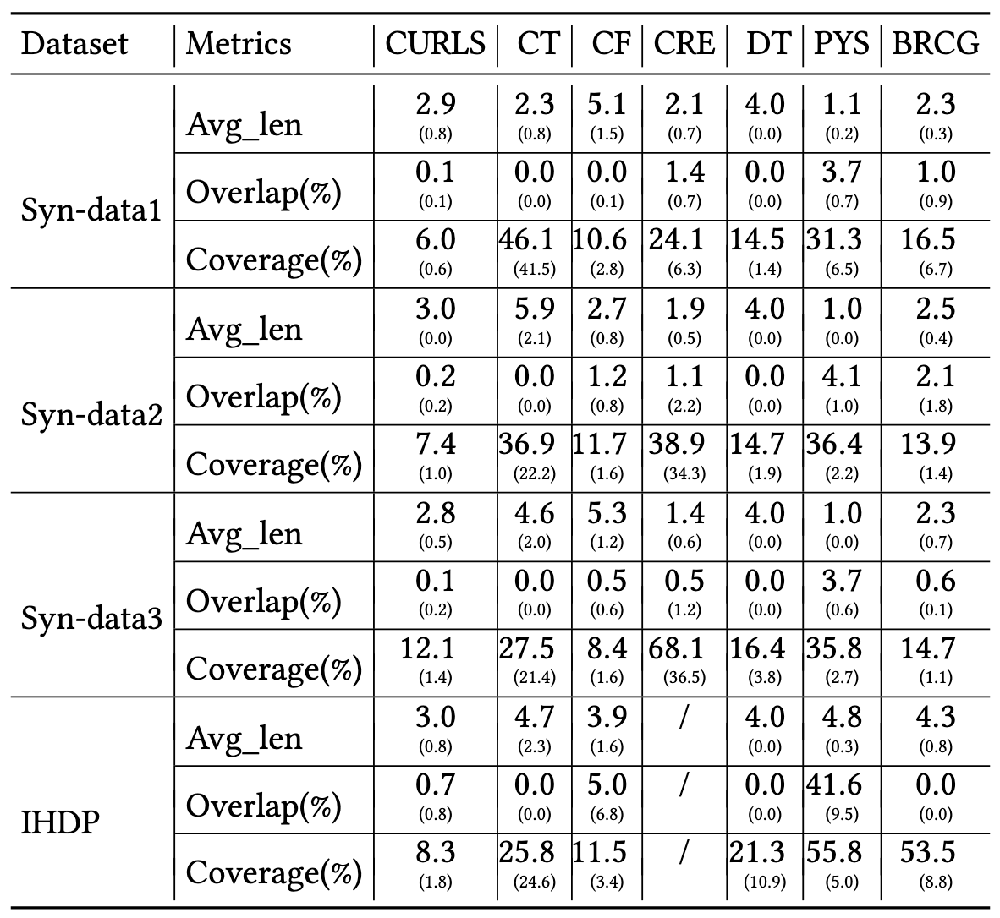 Dataset Metrics CURLS CT CF CRE DT PYS BRCG
Syn-data1
Avg_len 2.9 2.3 5.1 2.1 4.0 1.1 2.3
(0.8) (0.8) (1.5) (0.7) (0.0) (0.2) (0.3)
Overlap(%) 0.1 0.0 0.0 1.4 0.0 3.7 1.0
(0.1) (0.0) (0.1) (0.7) (0.0) (0.7) (0.9)
Coverage(%) 6.0 46.1 10.6 24.1 14.5 31.3 16.5
(0.6) (41.5) (2.8) (6.3) (1.4) (6.5) (6.7)
Syn-data2
Avg_len 3.0 5.9 2.7 1.9 4.0 1.0 2.5
(0.0) (2.1) (0.8) (0.5) (0.0) (0.0) (0.4)
Overlap(%) 0.2 0.0 1.2 1.1 0.0 4.1 2.1
(0.2) (0.0) (0.8) (2.2) (0.0) (1.0) (1.8)
Coverage(%) 7.4 36.9 11.7 38.9 14.7 36.4 13.9
(1.0) (22.2) (1.6) (34.3) (1.9) (2.2) (1.4)
Syn-data3
Avg_len 2.8 4.6 5.3 1.4 4.0 1.0 2.3
(0.5) (2.0) (1.2) (0.6) (0.0) (0.0) (0.7)
Overlap(%) 0.1 0.0 0.5 0.5 0.0 3.7 0.6
(0.2) (0.0) (0.6) (1.2) (0.0) (0.6) (0.1)
Coverage(%) 12.1 27.5 8.4 68.1 16.4 35.8 14.7
(1.4) (21.4) (1.6) (36.5) (3.8) (2.7) (1.1)
IHDP
Avg_len 3.0 4.7 3.9 / 4.0 4.8 4.3
(0.8) (2.3) (1.6) (0.0) (0.3) (0.8)
Overlap(%) 0.7 0.0 5.0 / 0.0 41.6 0.0
(0.8) (0.0) (6.8) (0.0) (9.5) (0.0)
Coverage(%) 8.3 25.8 11.5 / 21.3 55.8 53.5
(1.8) (24.6) (3.4) (10.9) (5.0) (8.8)